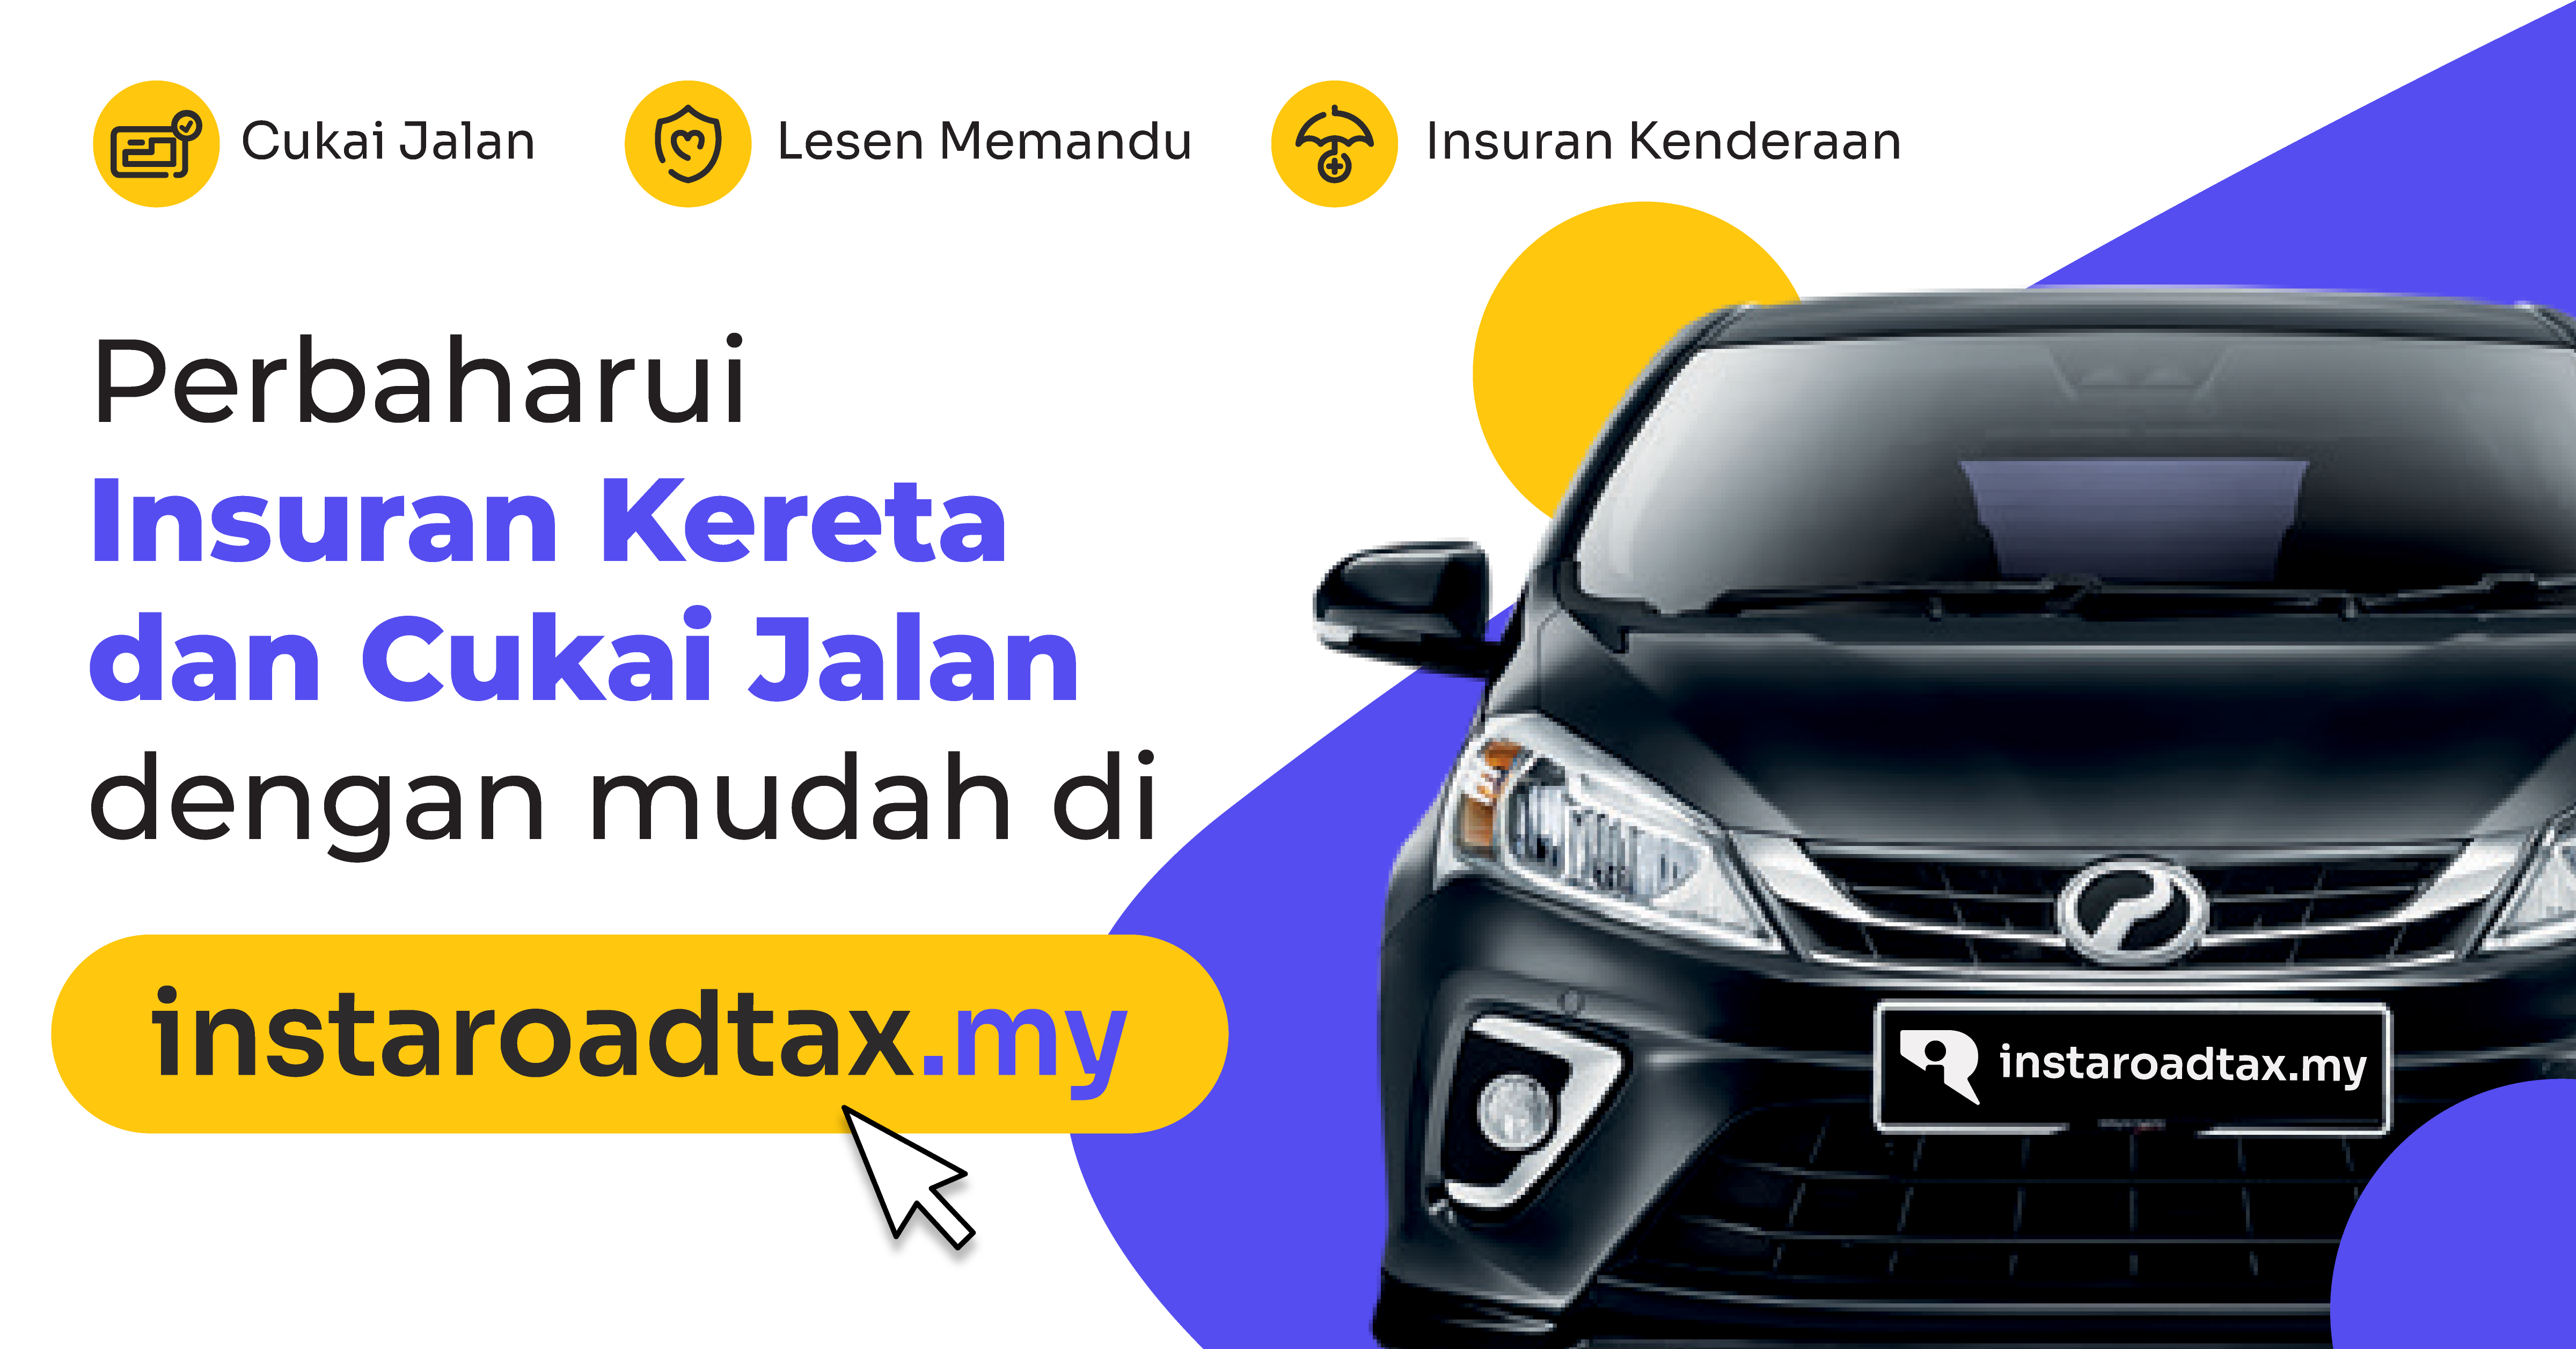 Cukai Jalan
Lesen Memandu
Insuran Kenderaan
Perbaharui
Insuran Kereta
dan Cukai Jalan
dengan mudah di
instaroadtax.my
instaroadtax.my